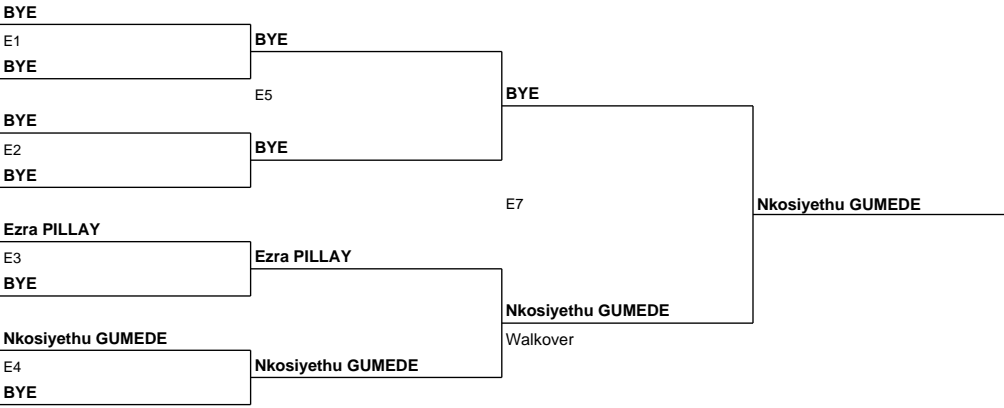 BYE
E1
BYE
BYE
E5
BYE
BYE
E2
BYE
BYE
E7
Nkosiyethu GUMEDE
Ezra PILLAY
E3
Ezra PILLAY
BYE
Nkosiyethu GUMEDE
Walkover
Nkosiyethu GUMEDE
E4
Nkosiyethu GUMEDE
BYE